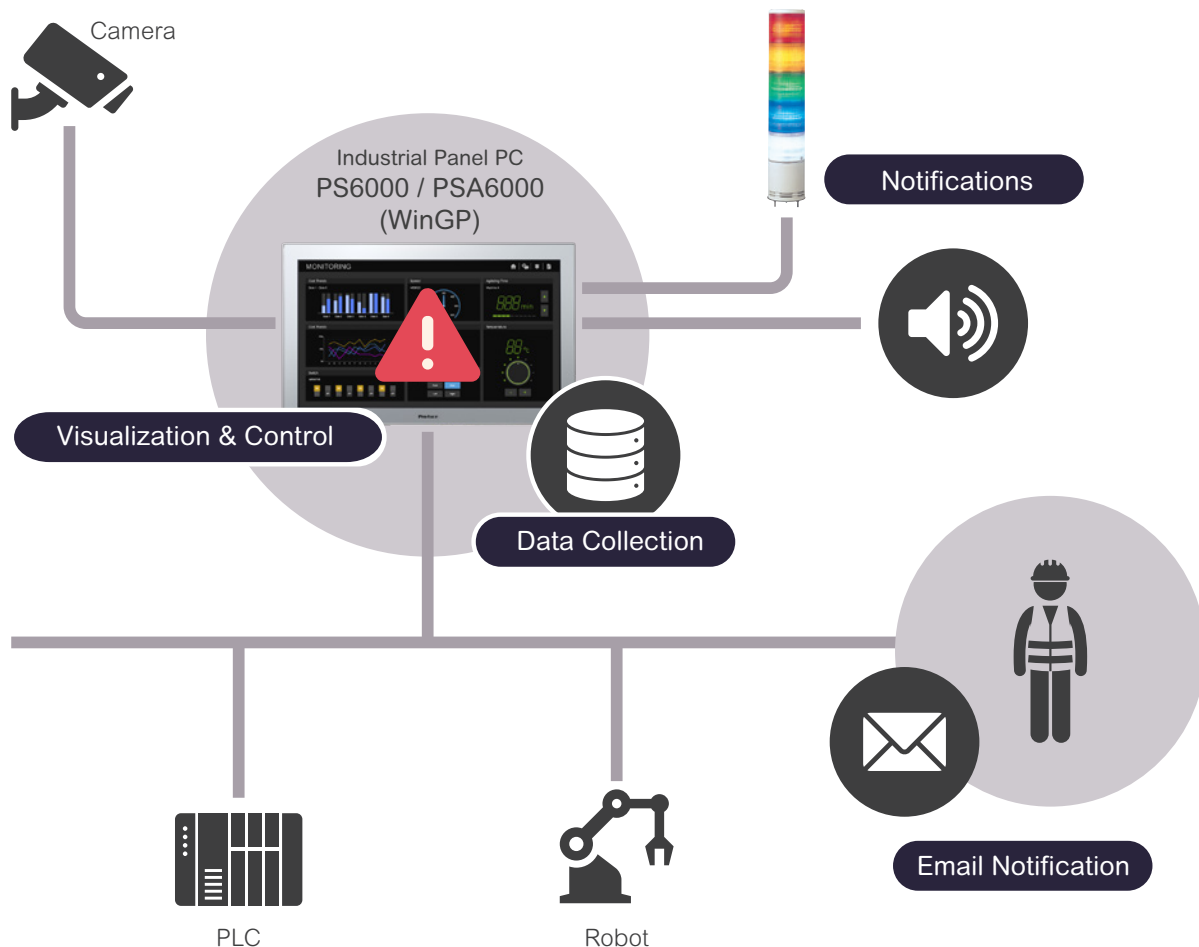 Camera
Industrial Panel PC
PS6000 / PSA6000
(WinGP)
Notifications
MONITORING
Visualization & Control
Data Collection
Email Notification
PLC
Robot